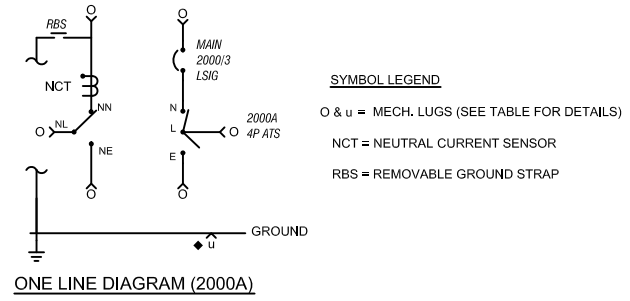 O
RBS
O
MAIN
2000/3
LSIG
NCT
NN
N
NL
O
L
O
2000A
4P ATS
NE
E
O
O
GROUND
u
ONE LINE DIAGRAM (2000A)
SYMBOL LEGEND
O & u = MECH. LUGS (SEE TABLE FOR DETAILS)
NCT = NEUTRAL CURRENT SENSOR
RBS = REMOVABLE GROUND STRAP